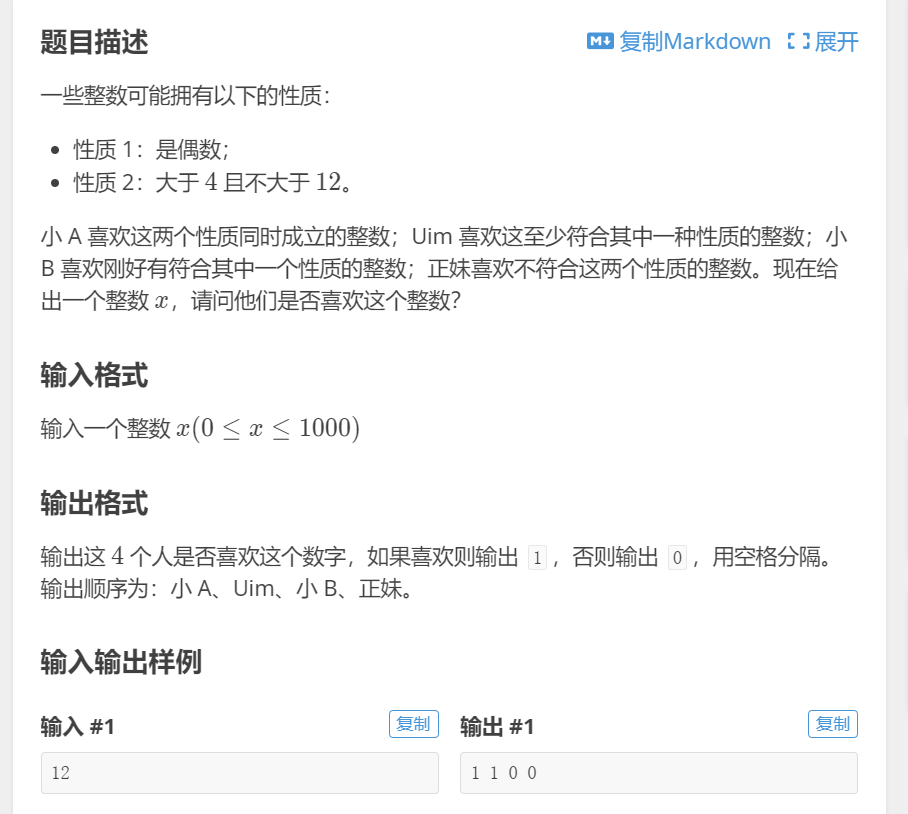 题目描述
复制Markdown 展开
一些整数可能拥有以下的性质：
• 性质 1：是偶数；
• 性质 2：大于 4 且不大于 12。
小 A 喜欢这两个性质同时成立的整数；Uim 喜欢这至少符合其中一种性质的整数；小
B 喜欢刚好有符合其中一个性质的整数；正妹喜欢不符合这两个性质的整数。现在给
出一个整数 x，请问他们是否喜欢这个整数？
输入格式
输入一个整数 x(0 ≤ x ≤ 1000)
输出格式
输出这 4 个人是否喜欢这个数字，如果喜欢则输出 1，否则输出 0，用空格分隔。
输出顺序为：小 A、Uim、小 B、正妹。
输入输出样例
输入 #1 复制
12
输出 #1 复制
1 1 0 0